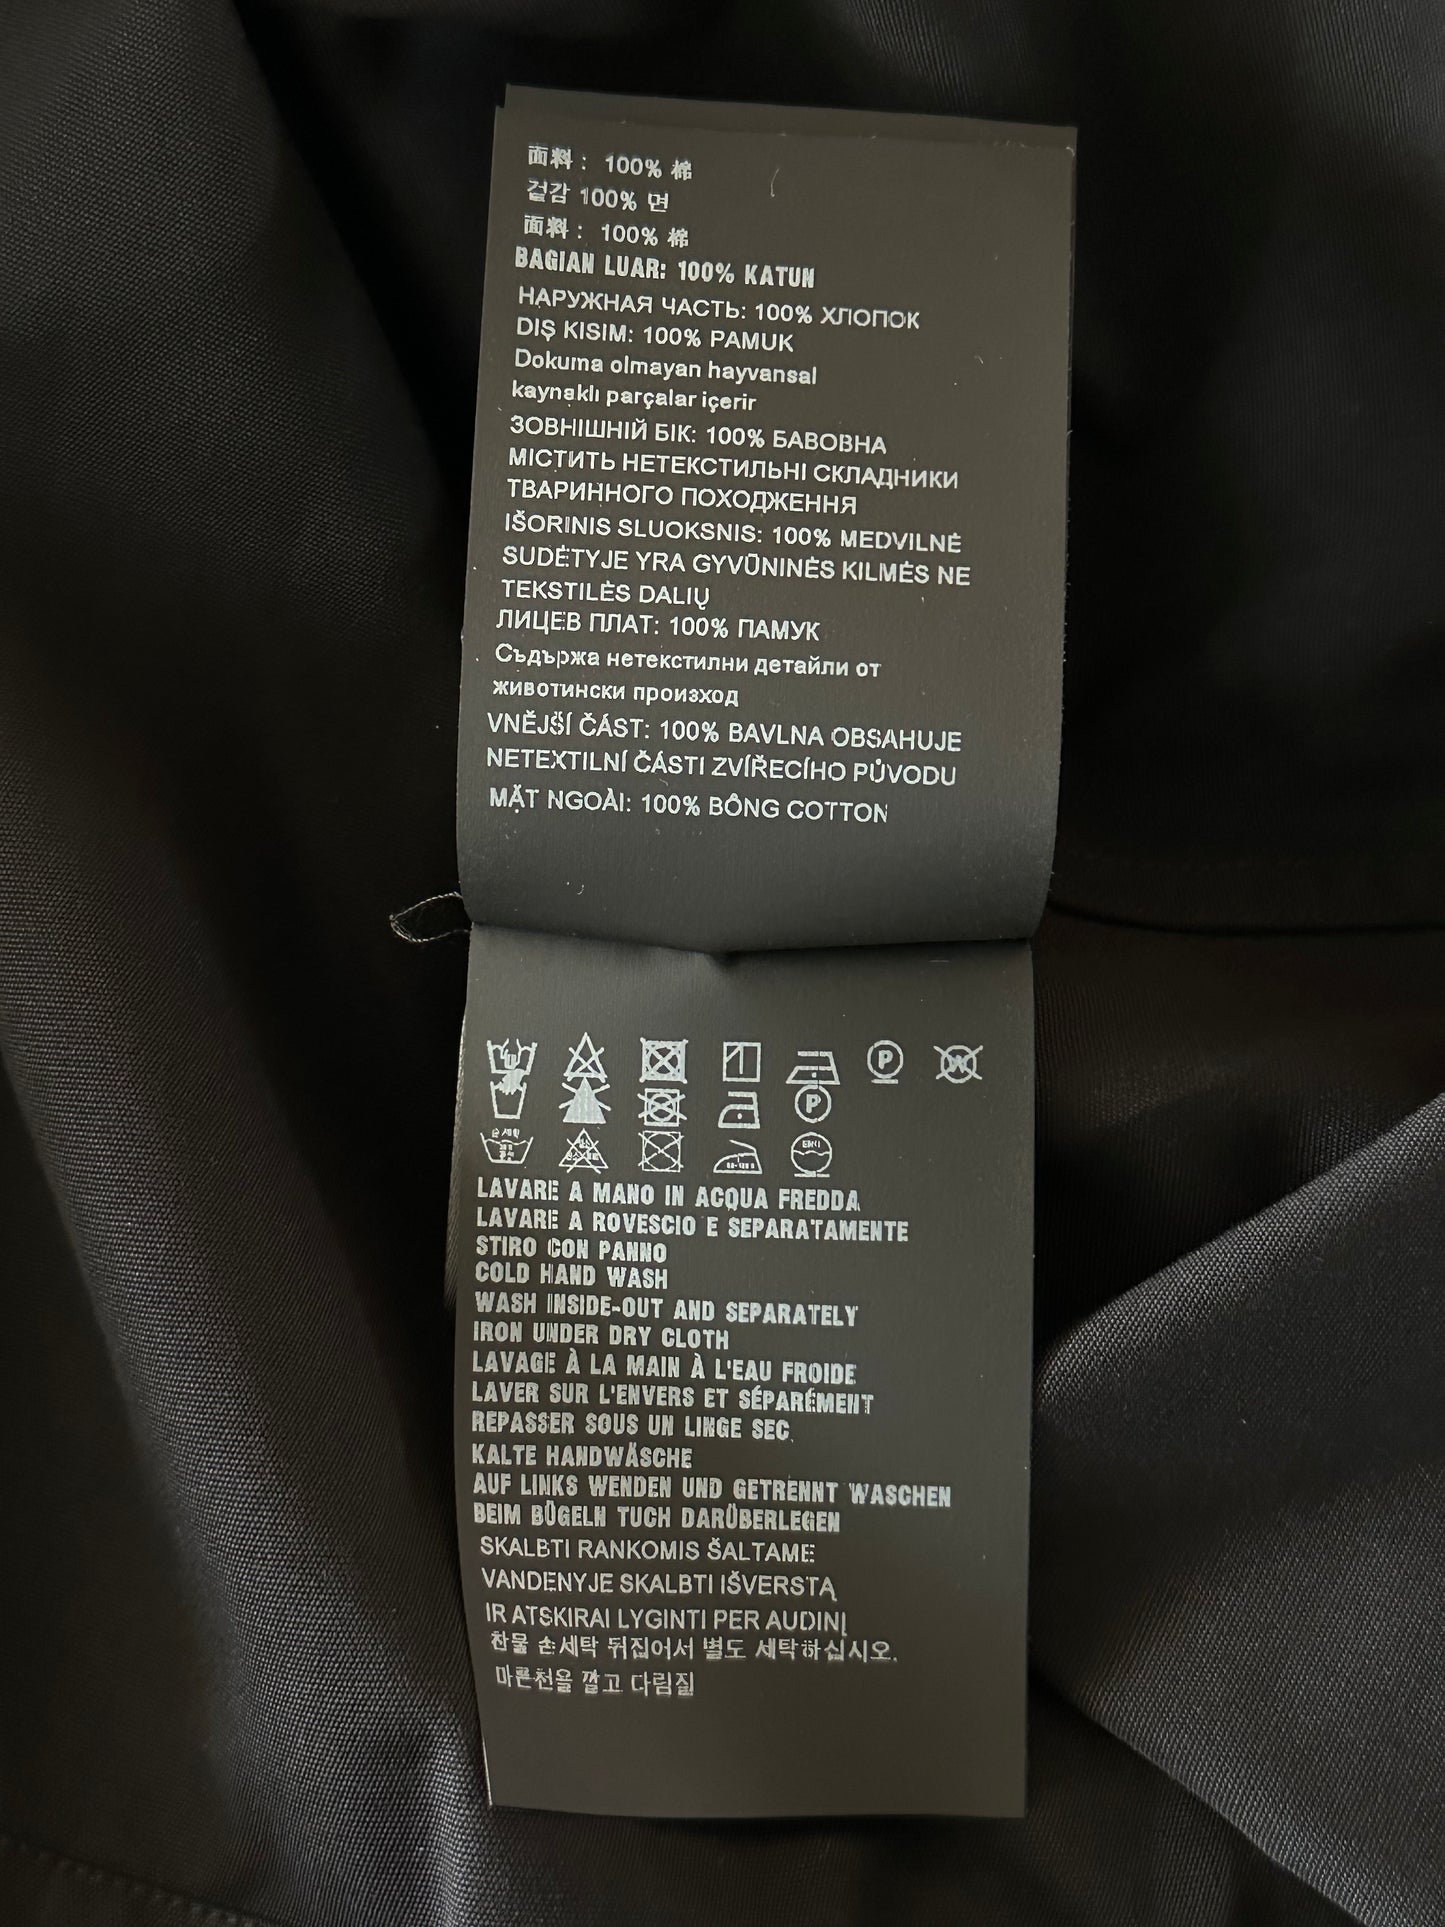 面料： 100% 棉
겉감 100% 면
面料： 100% 棉
BAGIAN LUAR: 100% KATUN
НАРУЖНАЯ ЧАСТЬ: 100% ХЛОПОК
DIŞ KISIM: 100% PAMUK
Dokuma olmayan hayvansal
kaynaklı parçalar içerir
ЗОВНІШНІЙ БІК: 100% БАВОВНА
МІСТИТЬ НЕТЕКСТИЛЬНІ СКЛАДНИКИ
ТВАРИННОГО ПОХОДЖЕННЯ
IŠORINIS SLUOKSNIS: 100% MEDVILNĖ
SUDĖTYJE YRA GYVŪNINĖS KILMĖS NE
TEKSTILĖS DALIŲ
ЛИЦЕВ ПЛАТ: 100% ПАМУК
Съдържа нетекстилни детайли от
животински произход
VNĚJŠÍ ČÁST: 100% BAVLNA OBSAHUJE
NETEXTILNÍ ČÁSTI ZVÍŘECÍHO PŮVODU
MẶT NGOÀI: 100% BÔNG COTTON
P W
P
LAVARE A MANO IN ACQUA FREDDA
LAVARE A ROVESCIO E SEPARATAMENTE
STIRO CON PANNO
COLD HAND WASH
WASH INSIDE-OUT AND SEPARATELY
IRON UNDER DRY CLOTH
LAVAGE À LA MAIN À L'EAU FROIDE
LAVER SUR L'ENVERS ET SÉPARÉMENT
REPASSER SOUS UN LINGE SEC
KALTE HANDWÄSCHE
AUF LINKS WENDEN UND GETRENNT WASCHEN
BEIM BÜGELN TUCH DARÜBERLEGEN
SKALBTI RANKOMIS ŠALTAME
VANDENYJE SKALBTI IŠVERSTĄ
IR ATSKIRAI LYGINTI PER AUDINĮ
찬물 손세탁 뒤집어서 별도 세탁하십시오.
마른천을 깔고 다림질